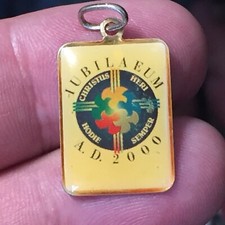 IUBILAEUM
CHRISTUS HERI
HODIE SEMPER
A.D. 2000